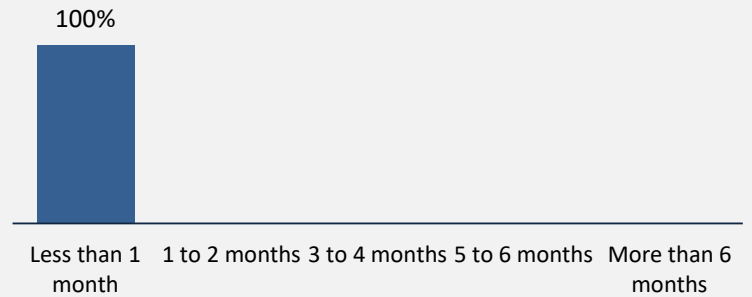 100%
Less than 1 month
1 to 2 months
3 to 4 months
5 to 6 months
More than 6 months